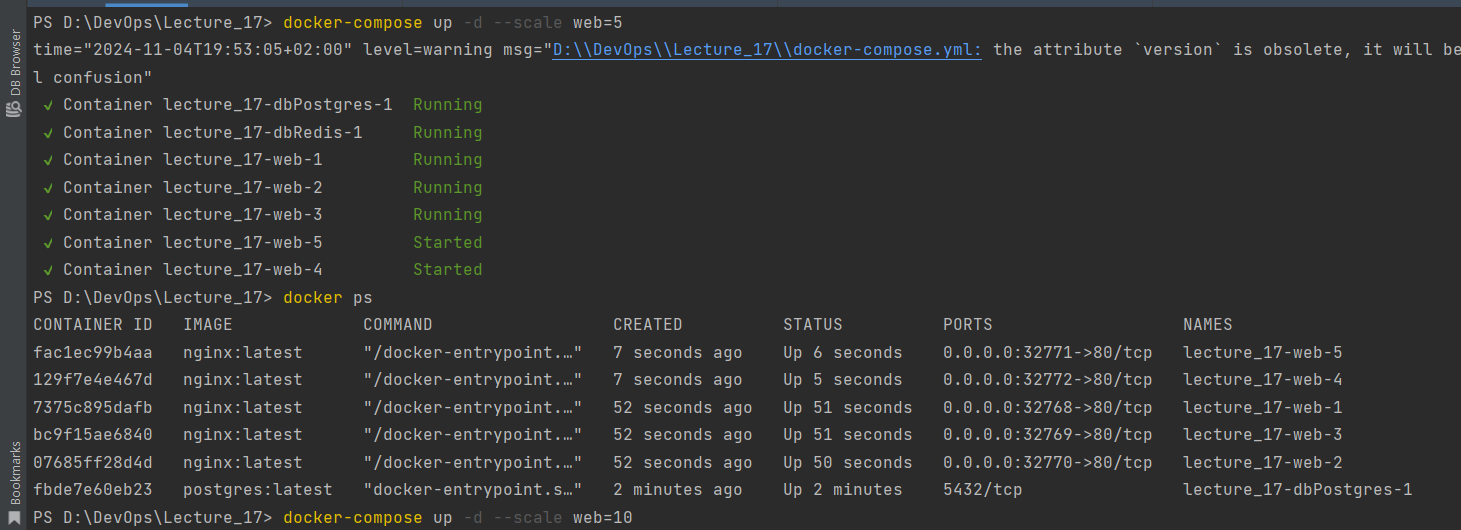 DB Browser
Bookmarks
PS D:\DevOps\Lecture_17> docker-compose up -d --scale web=5
time="2024-11-04T19:53:05+02:00" level=warning msg="D:\\DevOps\\Lecture_17\\docker-compose.yml: the attribute `version` is obsolete, it will be
l confusion"
✓ Container lecture_17-dbPostgres-1 Running
✓ Container lecture_17-dbRedis-1 Running
✓ Container lecture_17-web-1 Running
✓ Container lecture_17-web-2 Running
✓ Container lecture_17-web-3 Running
✓ Container lecture_17-web-5 Started
✓ Container lecture_17-web-4 Started
PS D:\DevOps\Lecture_17> docker ps
CONTAINER ID IMAGE COMMAND CREATED STATUS PORTS NAMES
fac1ec99b4aa nginx:latest "/docker-entrypoint.…" 7 seconds ago Up 6 seconds 0.0.0.0:32771->80/tcp lecture_17-web-5
129f7e4e467d nginx:latest "/docker-entrypoint.…" 7 seconds ago Up 5 seconds 0.0.0.0:32772->80/tcp lecture_17-web-4
7375c895dafb nginx:latest "/docker-entrypoint.…" 52 seconds ago Up 51 seconds 0.0.0.0:32768->80/tcp lecture_17-web-1
bc9f15ae6840 nginx:latest "/docker-entrypoint.…" 52 seconds ago Up 51 seconds 0.0.0.0:32769->80/tcp lecture_17-web-3
07685ff28d4d nginx:latest "/docker-entrypoint.…" 52 seconds ago Up 50 seconds 0.0.0.0:32770->80/tcp lecture_17-web-2
fbde7e60eb23 postgres:latest "docker-entrypoint.s…" 2 minutes ago Up 2 minutes 5432/tcp lecture_17-dbPostgres-1
PS D:\DevOps\Lecture_17> docker-compose up -d --scale web=10